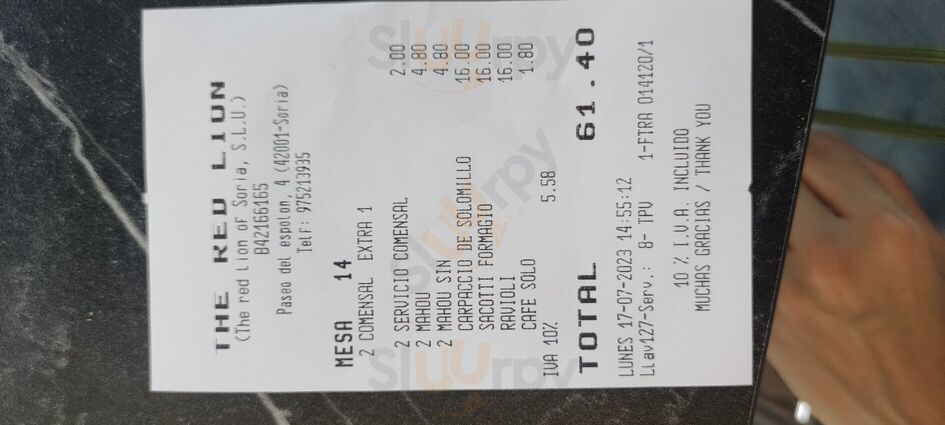 THE RED LION
(The red Lion of Soria, S.L.U.)
B42166165
Paseo del espolon, 4 (42001-Soria)
Telf: 975213935
MESA 14
2 COMENSAL EXTRA 1
2 SERVICIO COMENSAL 2.00
2 MAHOU 4.80
2 MAHOU SIN 4.80
CARPACCIO DE SOLOMILLO 16.00
SACOTTI FORMAGIO 16.00
RAVIOLI 16.00
CAFE SOLO 1.80
IVA 10% 5.58
TOTAL 61.40
LUNES 17-07-2023 14:55:12
Llav127-Serv.: 8- TPV 1-FTRA 014120/1
10 % I.V.A. INCLUIDO
MUCHAS GRACIAS / THANK YOU
Sluurpy
Sluurpy
Sluurpy